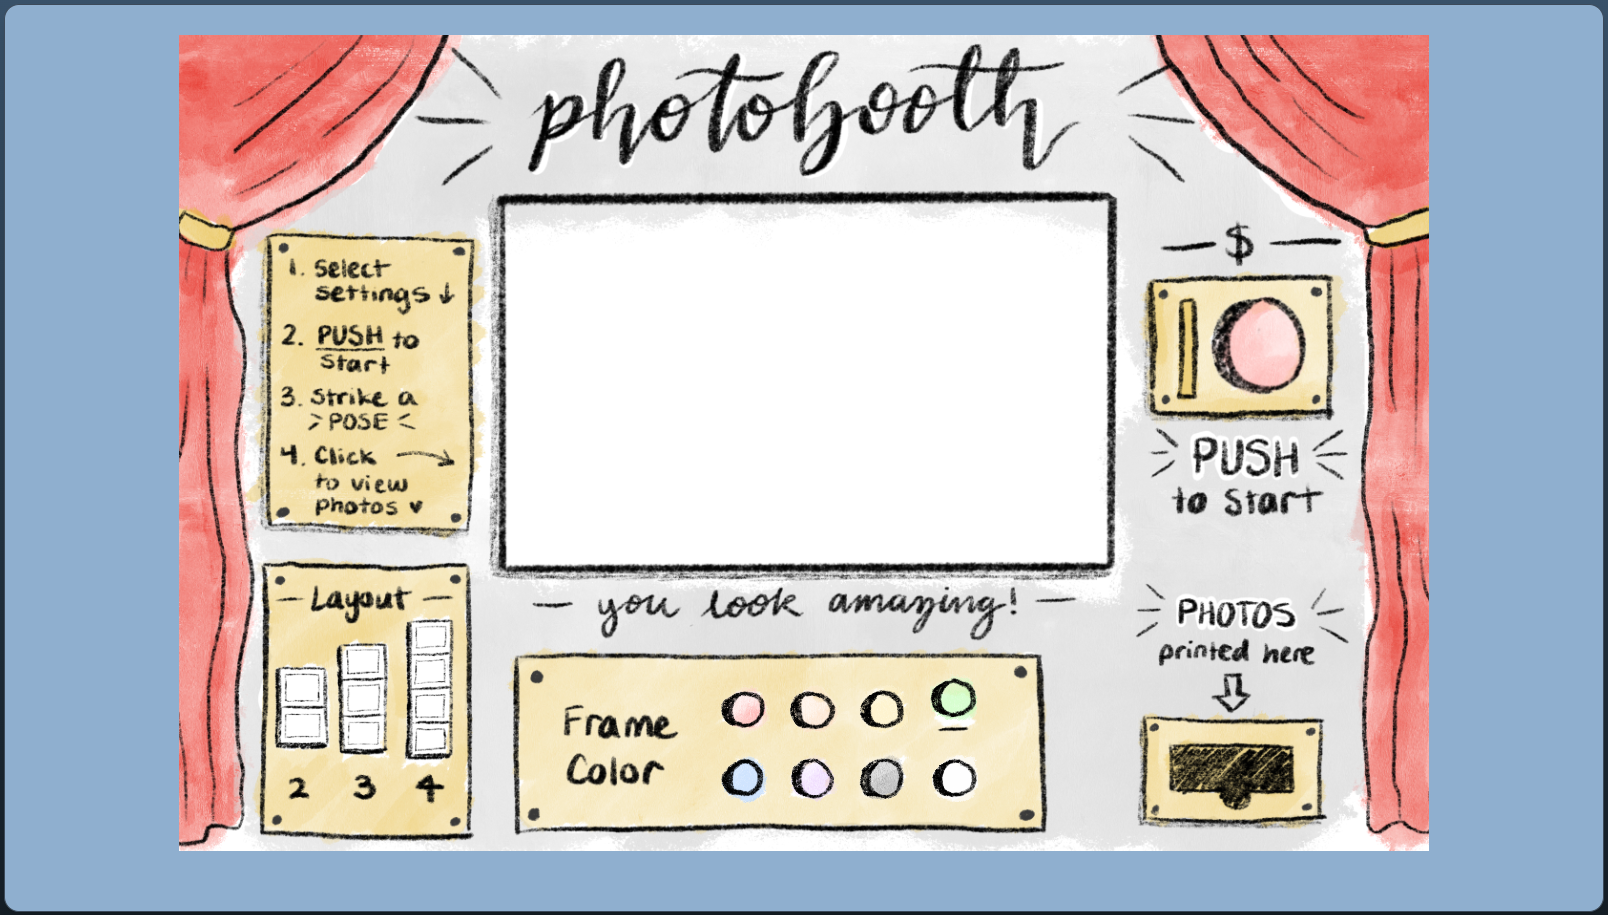 photobooth
1. Select
settings ↓
2. PUSH to
Start
3. Strike a
> POSE <
4. Click →
to view
photos ♥
Layout
2 3 4
— you look amazing! —
Frame
Color
— $ —
PUSH
to Start
PHOTOS
printed here